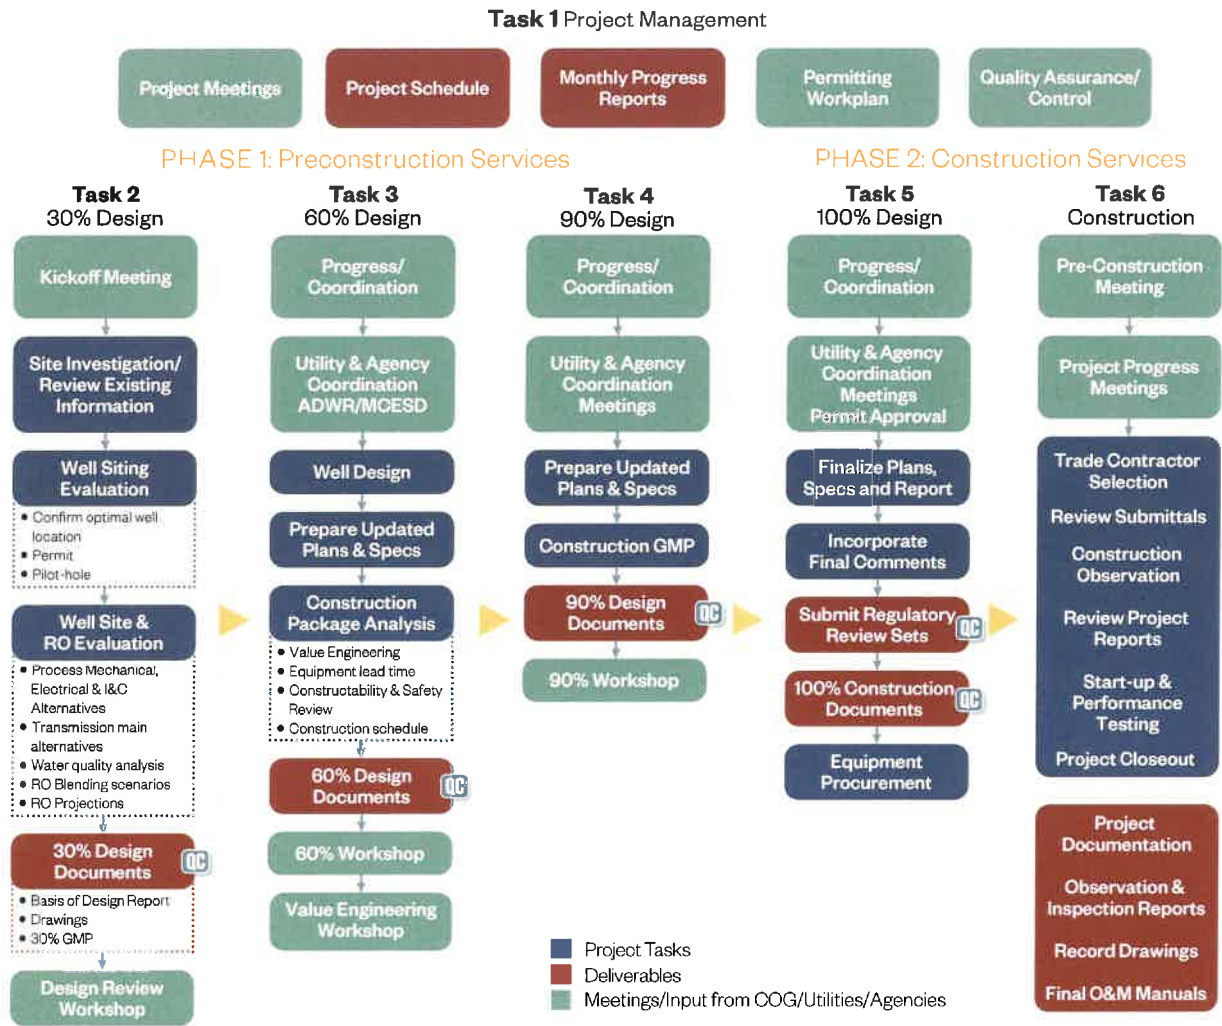 Task 1 Project Management
Project Meetings
Project Schedule
Monthly Progress
Reports
Permitting
Workplan
Quality Assurance/
Control
PHASE 1: Preconstruction Services
PHASE 2: Construction Services
Task 2
30% Design
Kickoff Meeting
Site Investigation/
Review Existing
Information
Well Siting
Evaluation
• Confirm optimal well
location
• Permit
• Pilot-hole
Well Site &
RO Evaluation
• Process Mechanical,
Electrical & I&C
Alternatives
• Transmission main
alternatives
• Water quality analysis
• RO Blending scenarios
• RO Projections
30% Design
Documents
QC
• Basis of Design Report
• Drawings
• 30% GMP
Design Review
Workshop
Task 3
60% Design
Progress/
Coordination
Utility & Agency
Coordination
ADWR/MCESD
Well Design
Prepare Updated
Plans & Specs
Construction
Package Analysis
• Value Engineering
• Equipment lead time
• Constructability & Safety
Review
• Construction schedule
60% Design
Documents
QC
60% Workshop
Value Engineering
Workshop
Task 4
90% Design
Progress/
Coordination
Utility & Agency
Coordination
Meetings
Prepare Updated
Plans & Specs
Construction GMP
90% Design
Documents
QC
90% Workshop
Task 5
100% Design
Progress/
Coordination
Utility & Agency
Coordination
Meetings
Permit Approval
Finalize Plans,
Specs and Report
Incorporate
Final Comments
Submit Regulatory
Review Sets
QC
100% Construction
Documents
QC
Equipment
Procurement
Task 6
Construction
Pre-Construction
Meeting
Project Progress
Meetings
Trade Contractor
Selection
Review Submittals
Construction
Observation
Review Project
Reports
Start-up &
Performance
Testing
Project Closeout
Project
Documentation
Observation &
Inspection Reports
Record Drawings
Final O&M Manuals
Project Tasks
Deliverables
Meetings/Input from COG/Utilities/Agencies